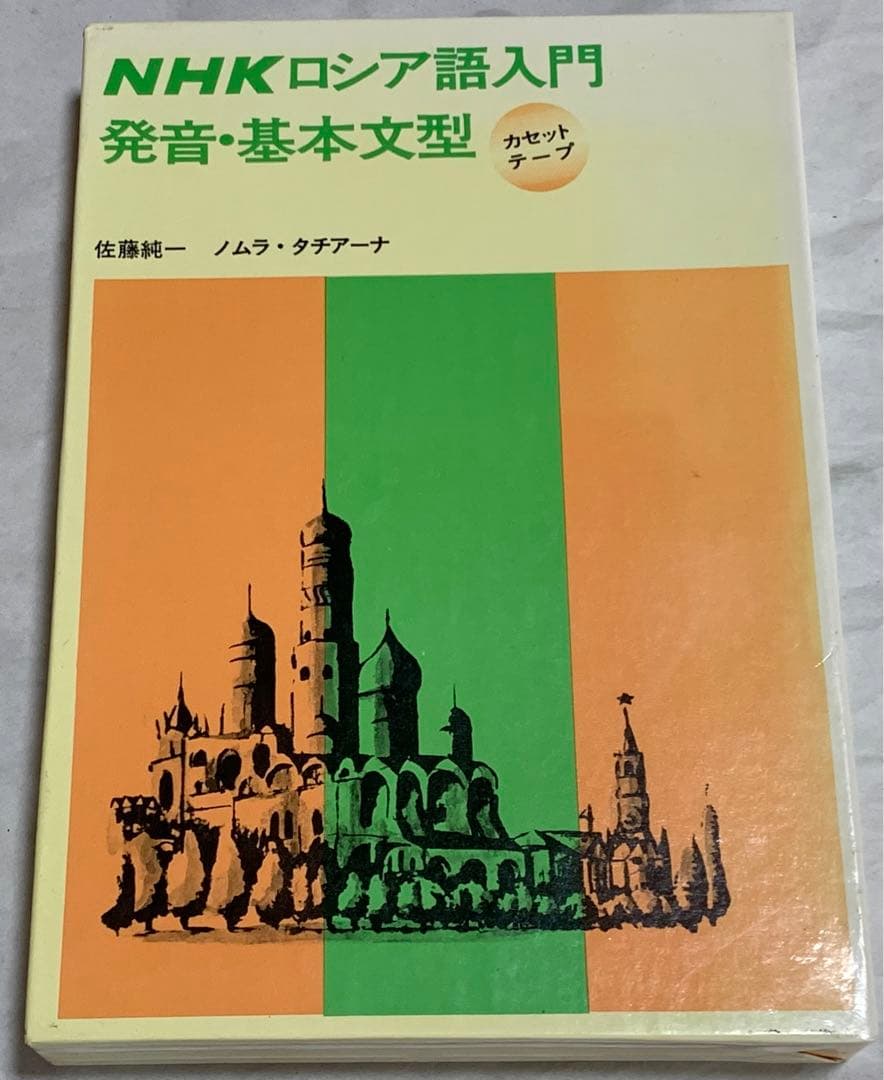 NHKロシア語入門
発音・基本文型
カセット
テープ
佐藤純一 ノムラ・タチアーナ